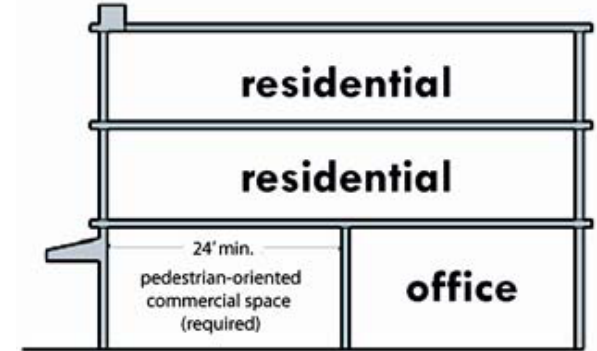 residential
residential
24' min.
pedestrian-oriented
commercial space
(required)
office